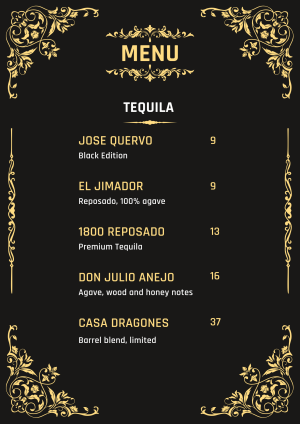 MENU
TEQUILA
JOSE QUERVO 9
Black Edition
EL JIMADOR 9
Reposado, 100% agave
1800 REPOSADO 13
Premium Tequila
DON JULIO ANEJO 16
Agave, wood and honey notes
CASA DRAGONES 37
Barrel blend, limited